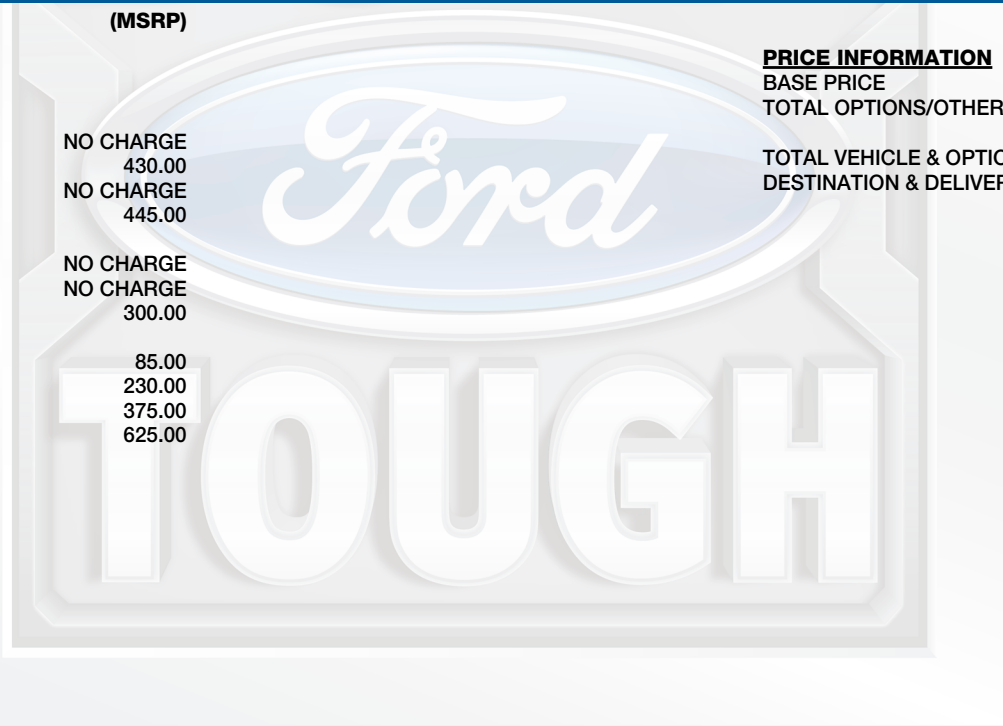 (MSRP)
NO CHARGE
430.00
NO CHARGE
445.00
NO CHARGE
NO CHARGE
300.00
85.00
230.00
375.00
625.00
PRICE INFORMATION
BASE PRICE
TOTAL OPTIONS/OTHER
TOTAL VEHICLE & OPTIO
DESTINATION & DELIVER
Ford
TOUGH